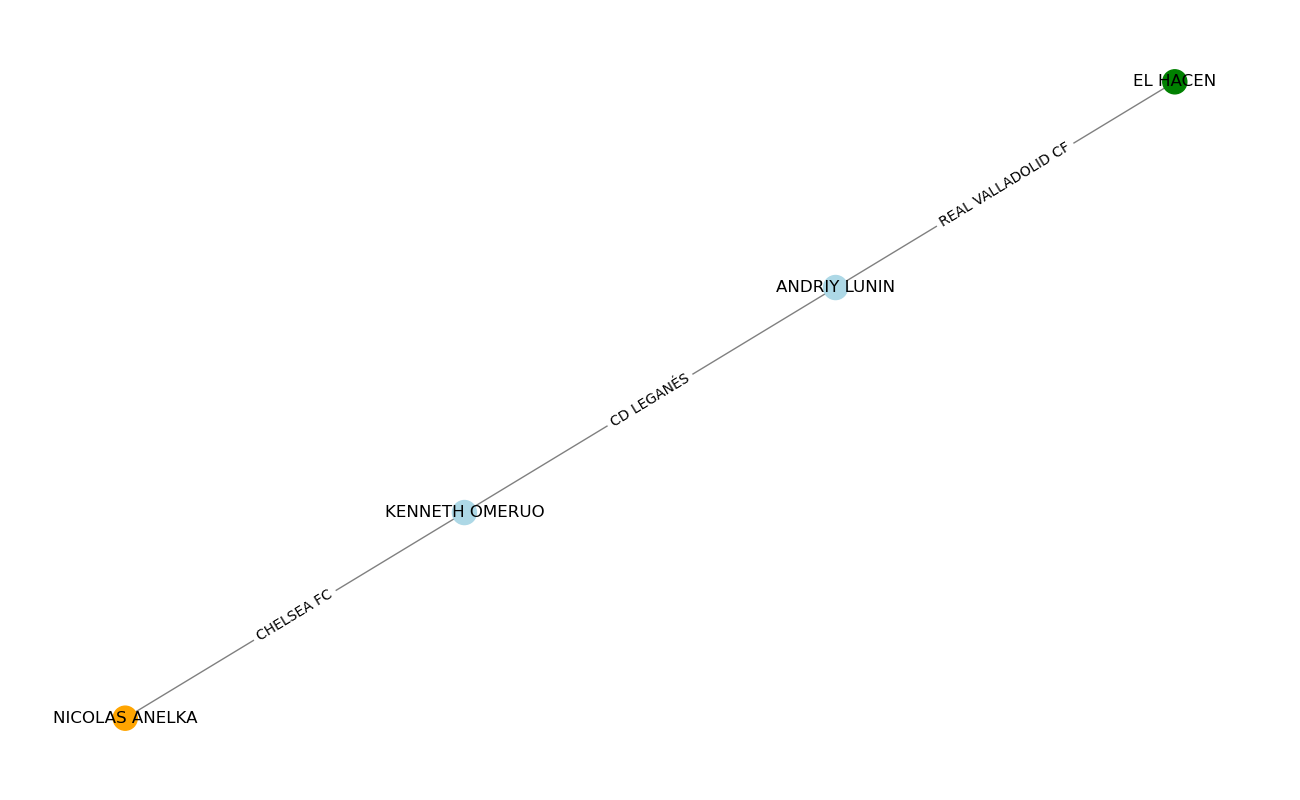 EL HACEN
REAL VALLADOLID CF
ANDRIY LUNIN
CD LEGANÉS
KENNETH OMERUO
CHELSEA FC
NICOLAS ANELKA